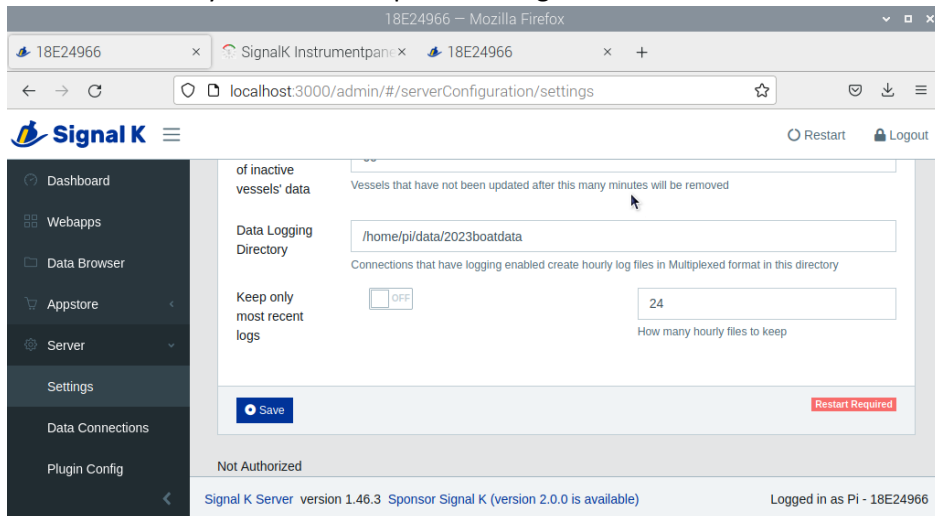 18E24966 — Mozilla Firefox
18E24966
SignalK Instrumentpane
18E24966
localhost:3000/admin/#/serverConfiguration/settings
Signal K
Restart
Logout
Dashboard
Webapps
Data Browser
Appstore
Server
Settings
Data Connections
Plugin Config
of inactive
vessels' data
Vessels that have not been updated after this many minutes will be removed
Data Logging
Directory
/home/pi/data/2023boatdata
Connections that have logging enabled create hourly log files in Multiplexed format in this directory
Keep only
most recent
logs
OFF
24
How many hourly files to keep
Save
Restart Required
Not Authorized
Signal K Server version 1.46.3 Sponsor Signal K (version 2.0.0 is available)
Logged in as Pi - 18E24966